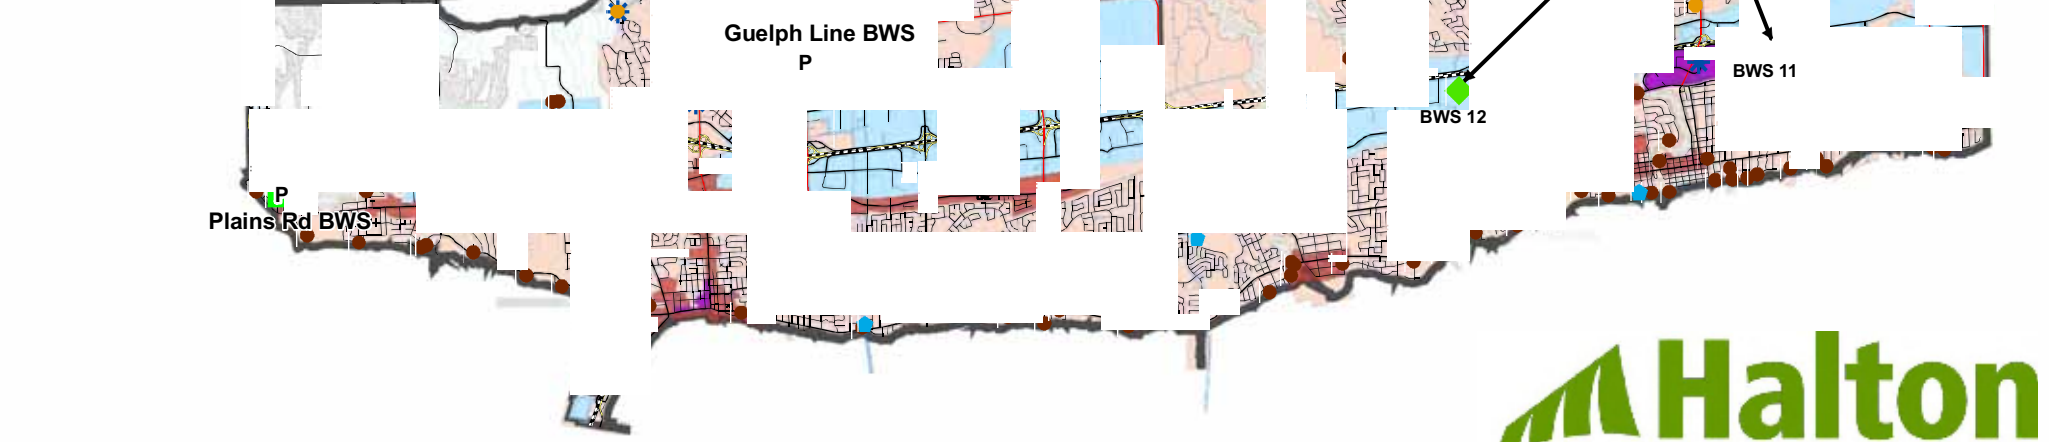 Guelph Line BWS
P
BWS 11
BWS 12
P
Plains Rd BWS
Halton